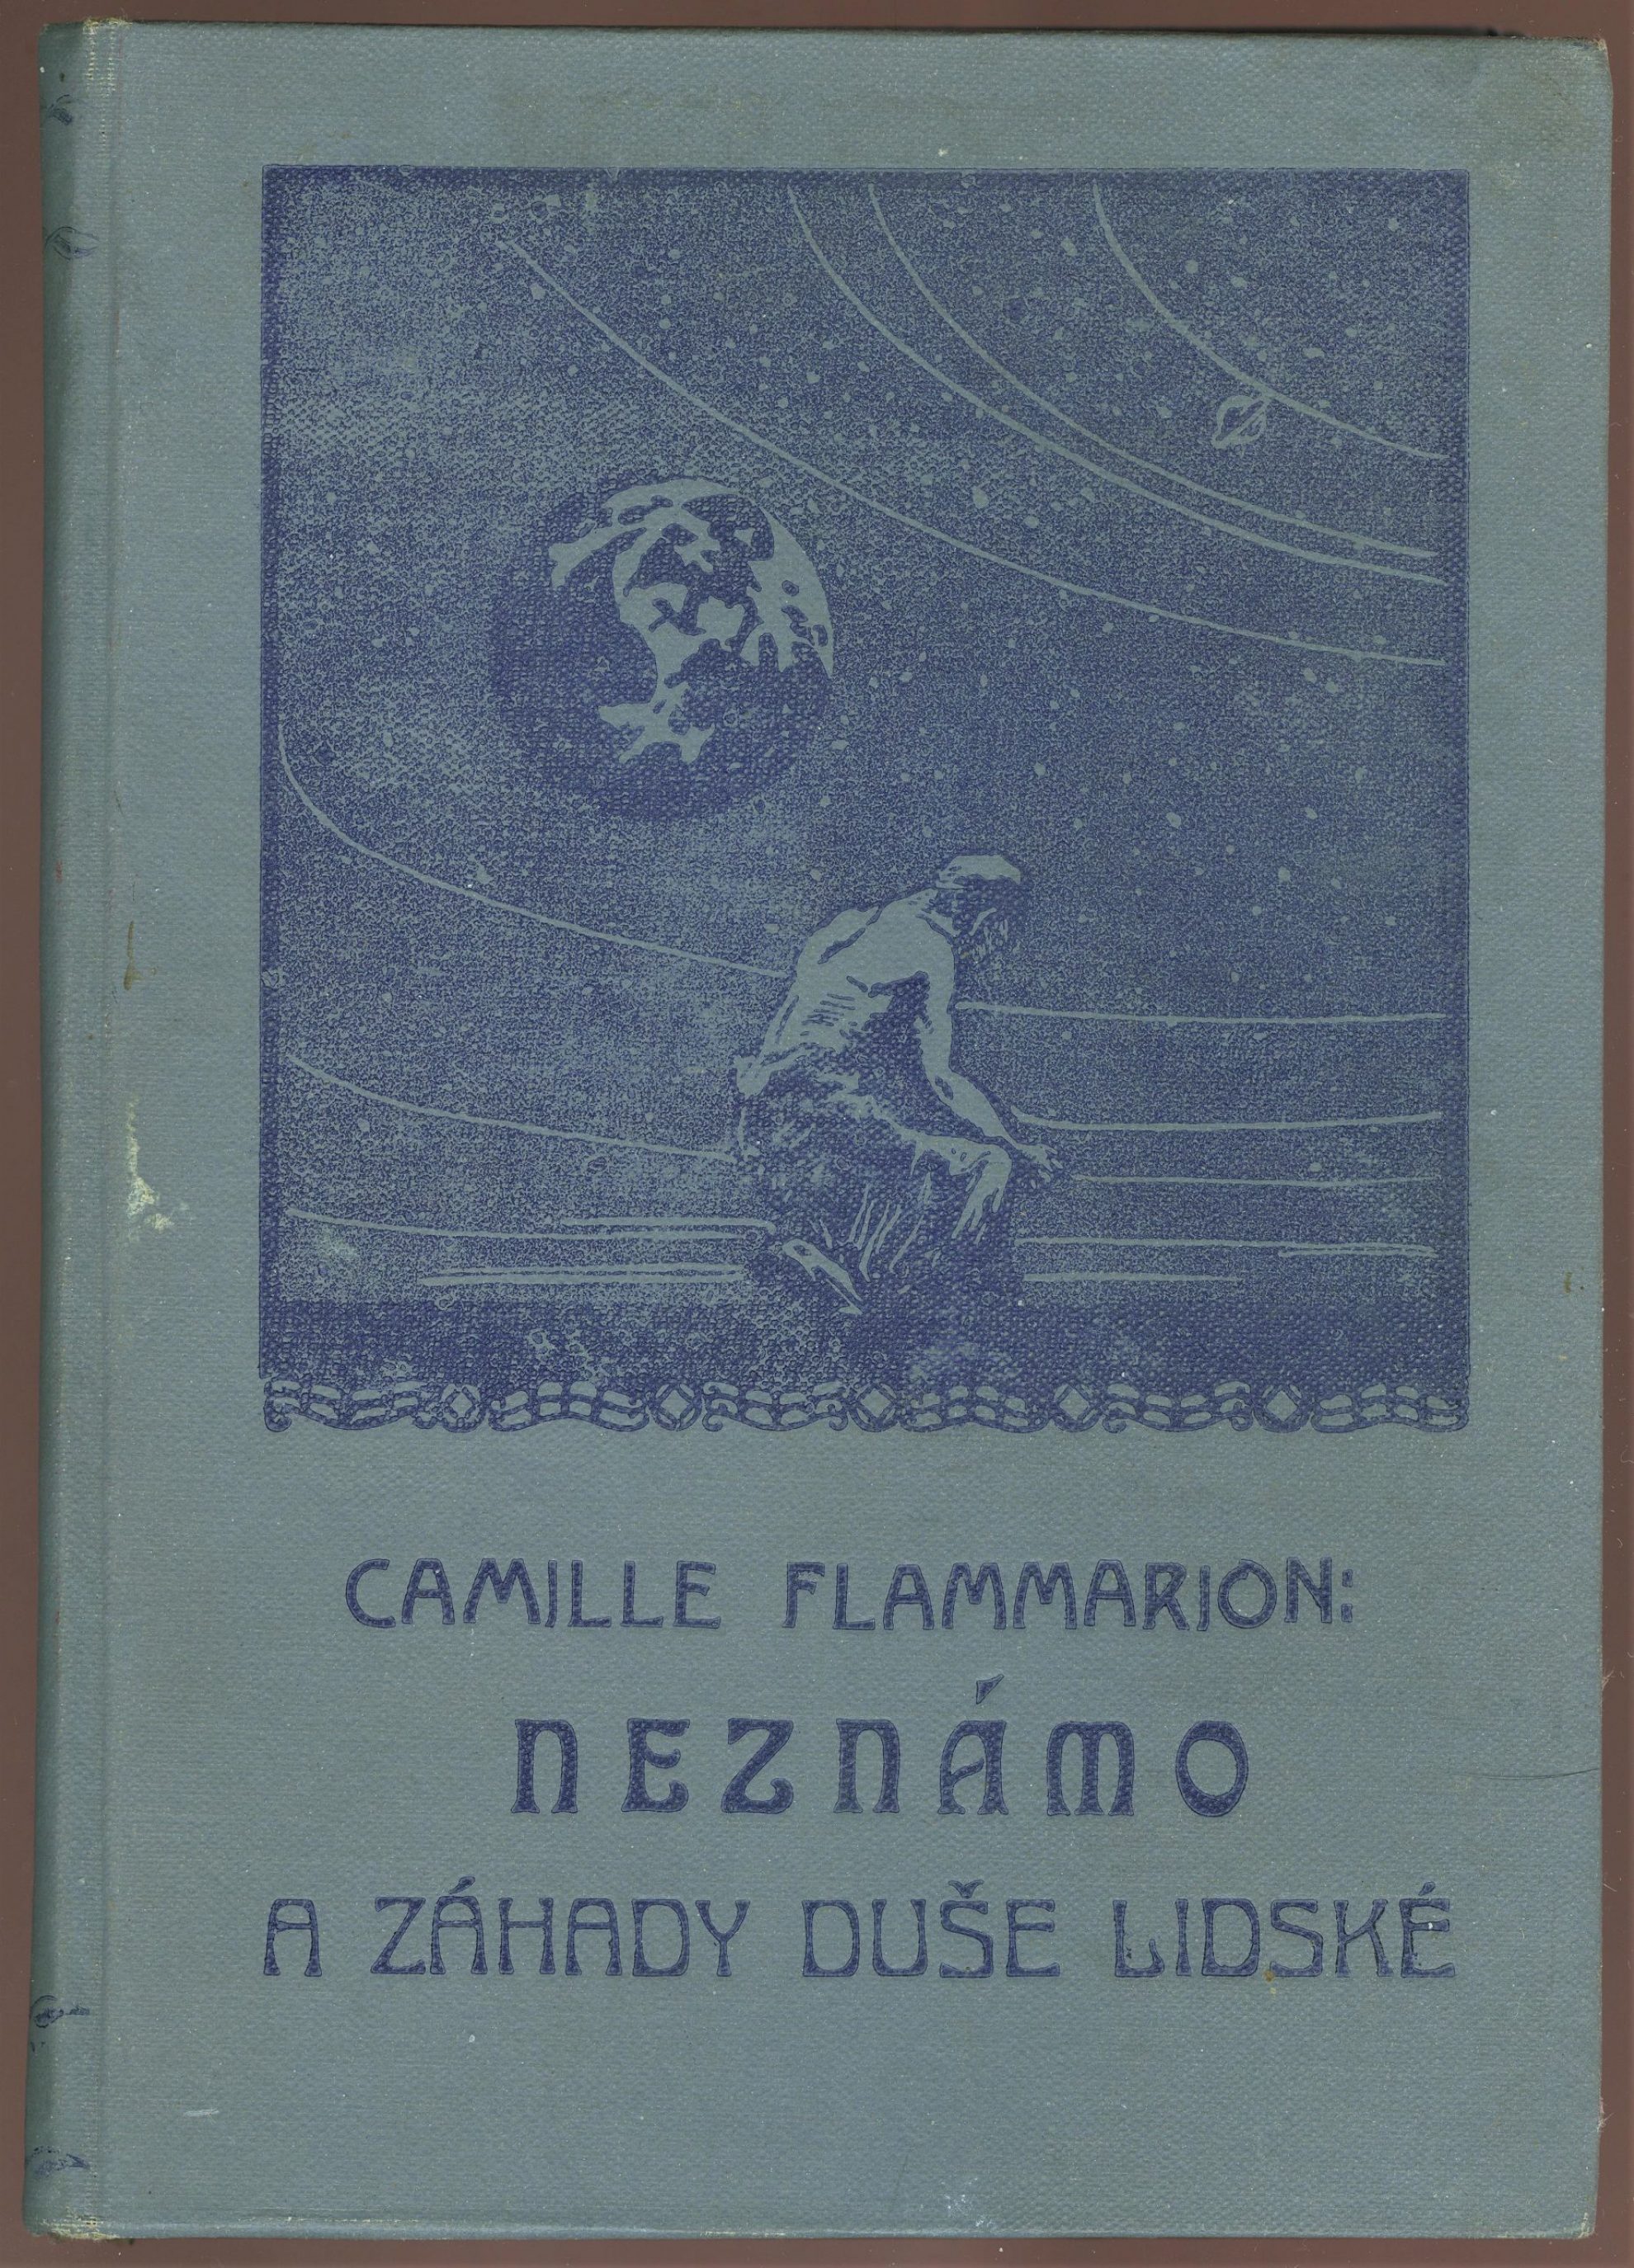 CAMILLE FLAMMARION:
NEZNÁMO
A ZÁHADY DUŠE LIDSKÉ